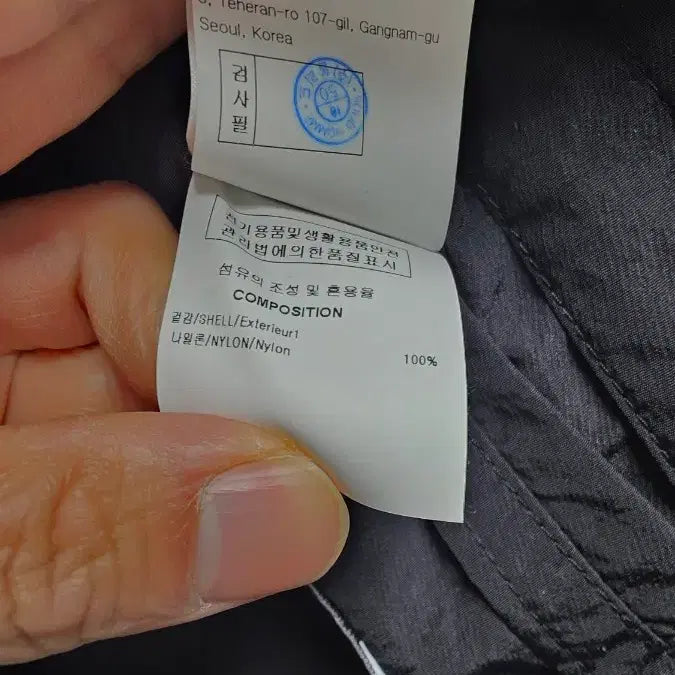 Teheran-ro 107-gil, Gangnam-gu
Seoul, Korea
검
사
필
전기용품및생활용품안전
관리법에의한품질표시
섬유의 조성 및 혼용율
COMPOSITION
겉감/SHELL/Exterieur1
나일론/NYLON/Nylon 100%